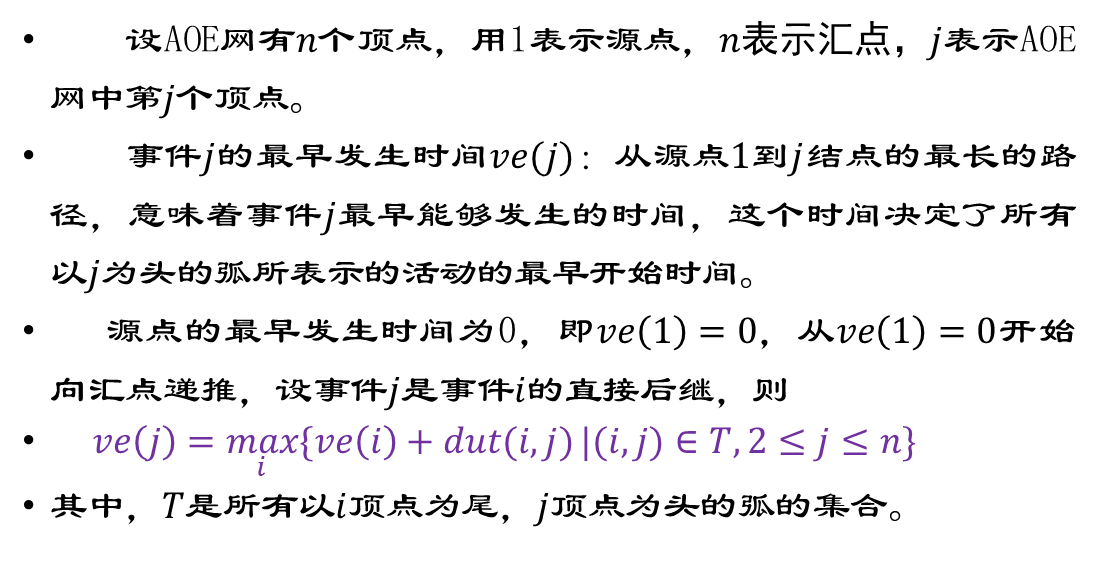 • 设AOE网有n个顶点，用1表示源点，n表示汇点，j表示AOE
网中第j个顶点。
• 事件j的最早发生时间ve(j)：从源点1到j结点的最长的路
径，意味着事件j最早能够发生的时间，这个时间决定了所有
以j为头的弧所表示的活动的最早开始时间。
• 源点的最早发生时间为0，即ve(1) = 0，从ve(1) = 0开始
向汇点递推，设事件j是事件i的直接后继，则
• ve(j) = max{ve(i) + dut(i, j) |(i, j) ∈ T, 2 ≤ j ≤ n}
i
• 其中，T是所有以i顶点为尾，j顶点为头的弧的集合。